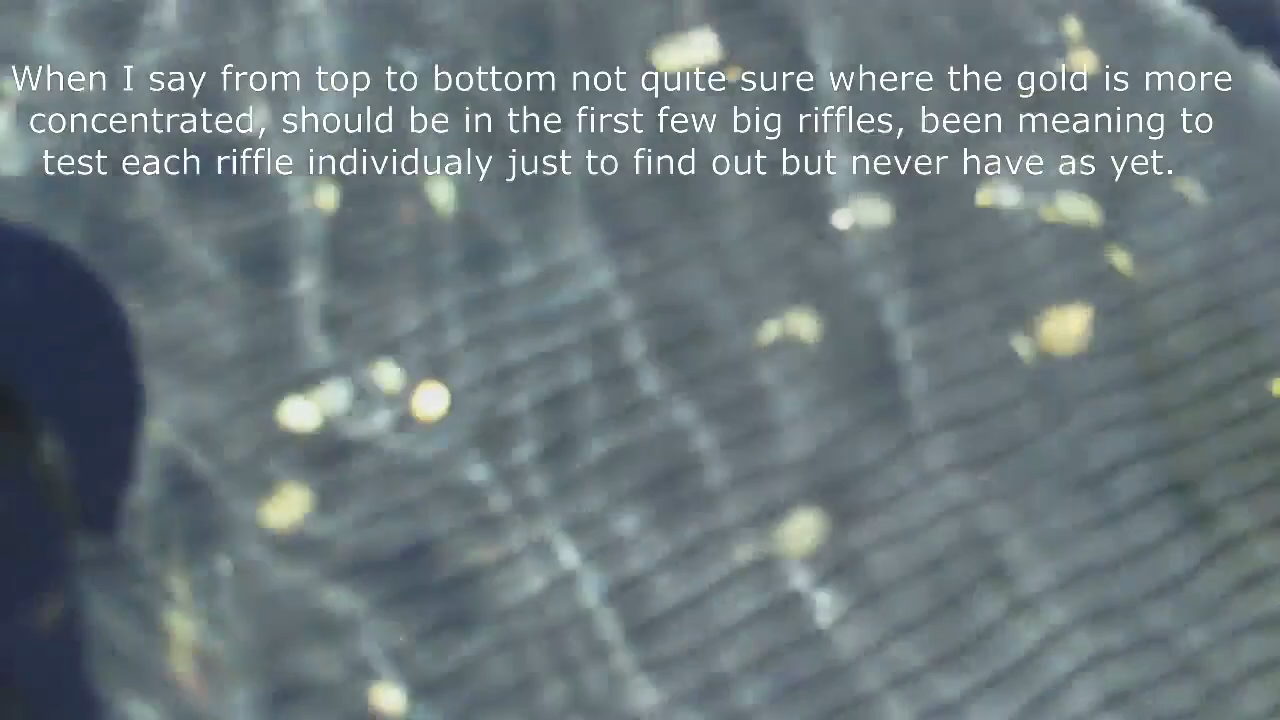 When I say from top to bottom not quite sure where the gold is more
concentrated, should be in the first few big riffles, been meaning to
test each riffle individualy just to find out but never have as yet.